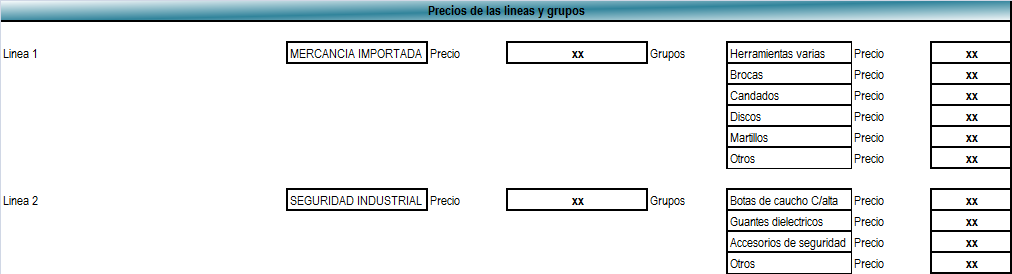 Precios de las lineas y grupos
Linea 1 MERCANCIA IMPORTADA Precio xx Grupos Herramientas varias Precio xx
Brocas Precio xx
Candados Precio xx
Discos Precio xx
Martillos Precio xx
Otros Precio xx
Linea 2 SEGURIDAD INDUSTRIAL Precio xx Grupos Botas de caucho C/alta Precio xx
Guantes dielectricos Precio xx
Accesorios de seguridad Precio xx
Otros Precio xx